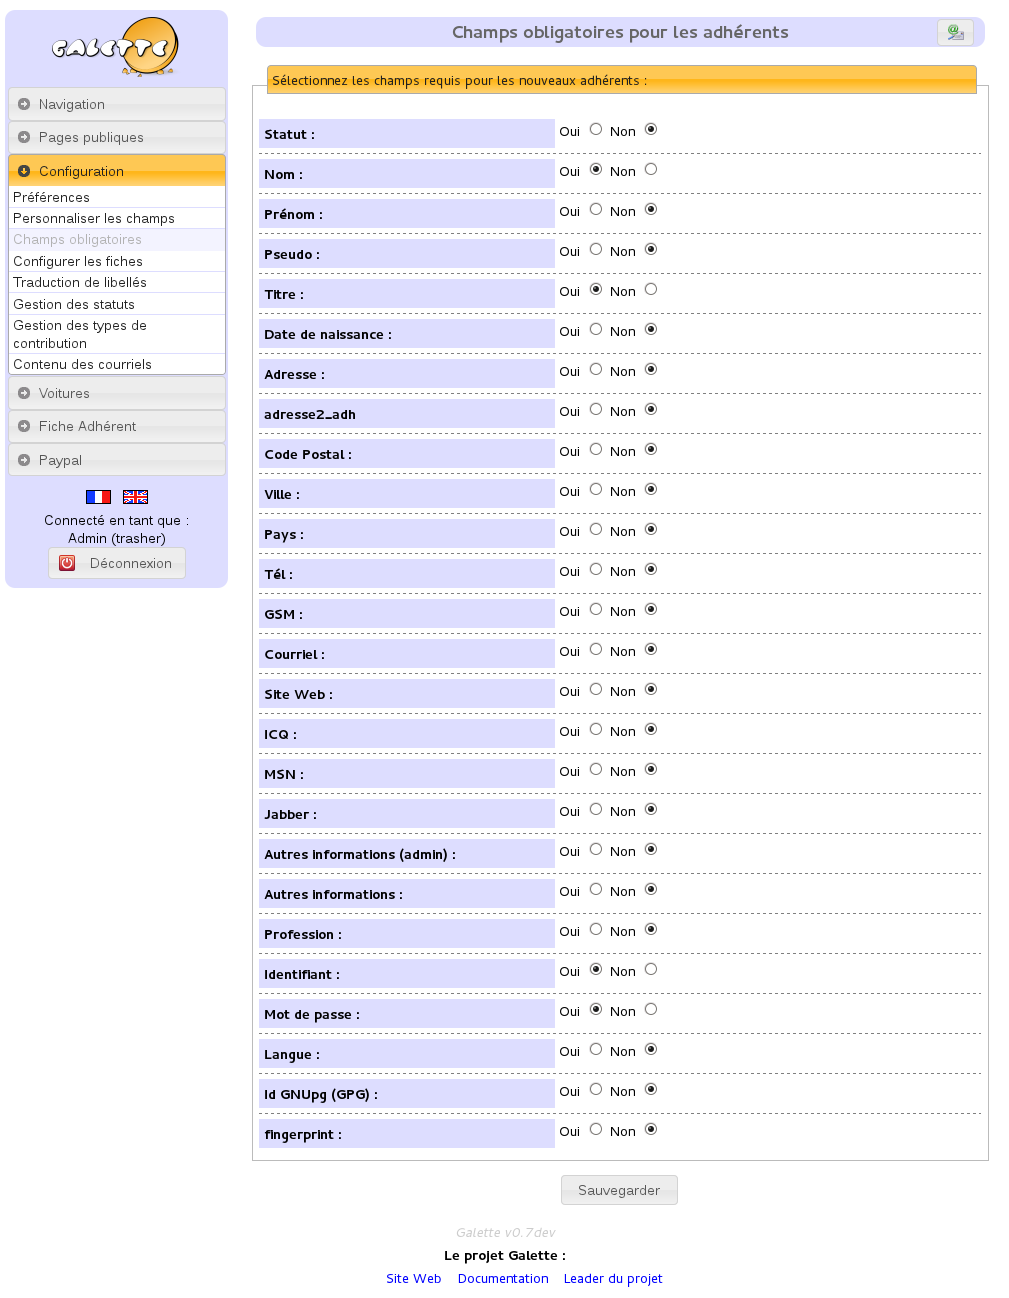 GALETTE
Navigation
Pages publiques
Configuration
Préférences
Personnaliser les champs
Champs obligatoires
Configurer les fiches
Traduction de libellés
Gestion des statuts
Gestion des types de
contribution
Contenu des courriels
Voitures
Fiche Adhérent
Paypal
Connecté en tant que :
Admin (trasher)
Déconnexion
Champs obligatoires pour les adhérents
Sélectionnez les champs requis pour les nouveaux adhérents :
Statut : Oui Non
Nom : Oui Non
Prénom : Oui Non
Pseudo : Oui Non
Titre : Oui Non
Date de naissance : Oui Non
Adresse : Oui Non
adresse2_adh Oui Non
Code Postal : Oui Non
Ville : Oui Non
Pays : Oui Non
Tél : Oui Non
GSM : Oui Non
Courriel : Oui Non
Site Web : Oui Non
ICQ : Oui Non
MSN : Oui Non
Jabber : Oui Non
Autres informations (admin) : Oui Non
Autres informations : Oui Non
Profession : Oui Non
Identifiant : Oui Non
Mot de passe : Oui Non
Langue : Oui Non
Id GNUpg (GPG) : Oui Non
fingerprint : Oui Non
Sauvegarder
Galette v0.7dev
Le projet Galette :
Site Web Documentation Leader du projet